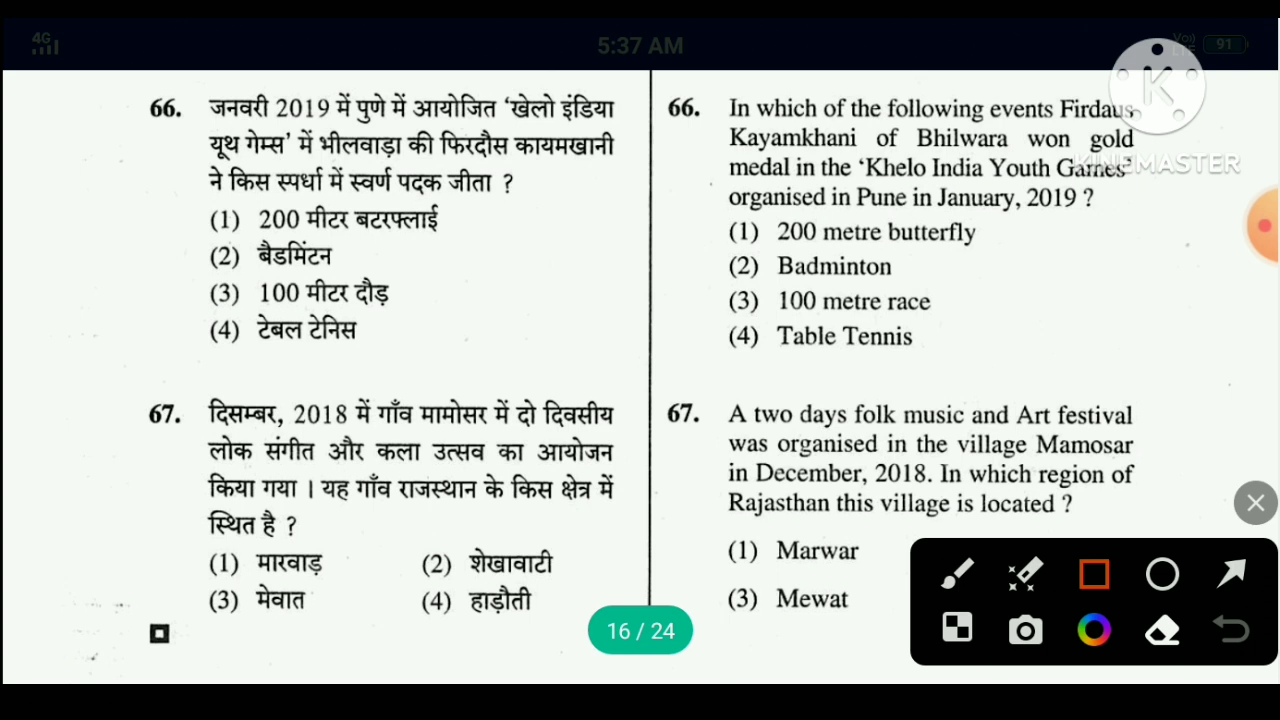 4G
5:37 AM
Vo))
LTE
91
K
KINEMASTER
66. जनवरी 2019 में पुणे में आयोजित ‘खेलो इंडिया
यूथ गेम्स’ में भीलवाड़ा की फिरदौस कायमखानी
ने किस स्पर्धा में स्वर्ण पदक जीता ?
(1) 200 मीटर बटरफ्लाई
(2) बैडमिंटन
(3) 100 मीटर दौड़
(4) टेबल टेनिस
67. दिसम्बर, 2018 में गाँव मामोसर में दो दिवसीय
लोक संगीत और कला उत्सव का आयोजन
किया गया । यह गाँव राजस्थान के किस क्षेत्र में
स्थित है ?
(1) मारवाड़ (2) शेखावाटी
(3) मेवात (4) हाड़ौती
66. In which of the following events Firdaus
Kayamkhani of Bhilwara won gold
medal in the ‘Khelo India Youth Games’
organised in Pune in January, 2019 ?
(1) 200 metre butterfly
(2) Badminton
(3) 100 metre race
(4) Table Tennis
67. A two days folk music and Art festival
was organised in the village Mamosar
in December, 2018. In which region of
Rajasthan this village is located ?
(1) Marwar
(3) Mewat
16 / 24